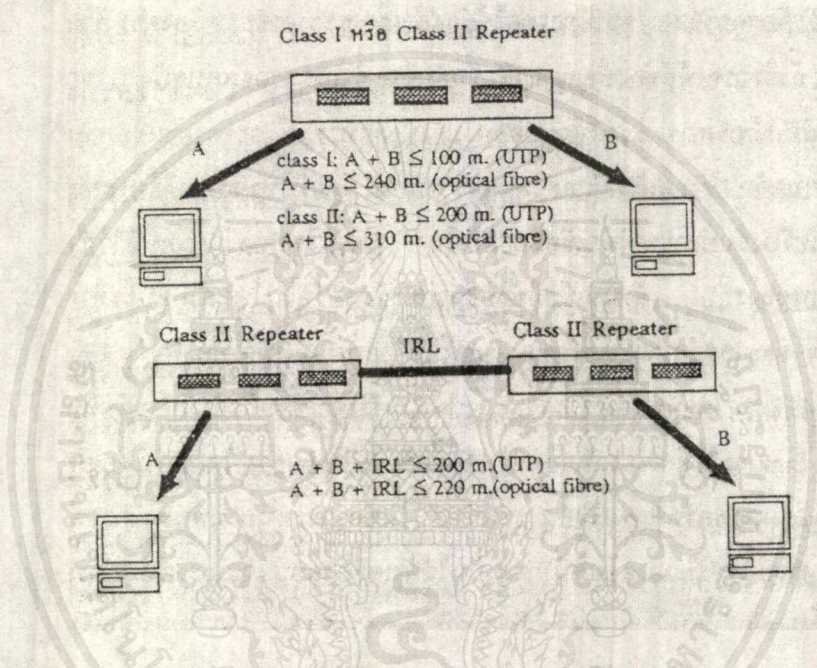 Class I หรือ Class II Repeater
A
B
class I: A + B ≤ 100 m. (UTP)
A + B ≤ 240 m. (optical fibre)
class II: A + B ≤ 200 m. (UTP)
A + B ≤ 310 m. (optical fibre)
Class II Repeater
IRL
Class II Repeater
A
B
A + B + IRL ≤ 200 m.(UTP)
A + B + IRL ≤ 220 m.(optical fibre)